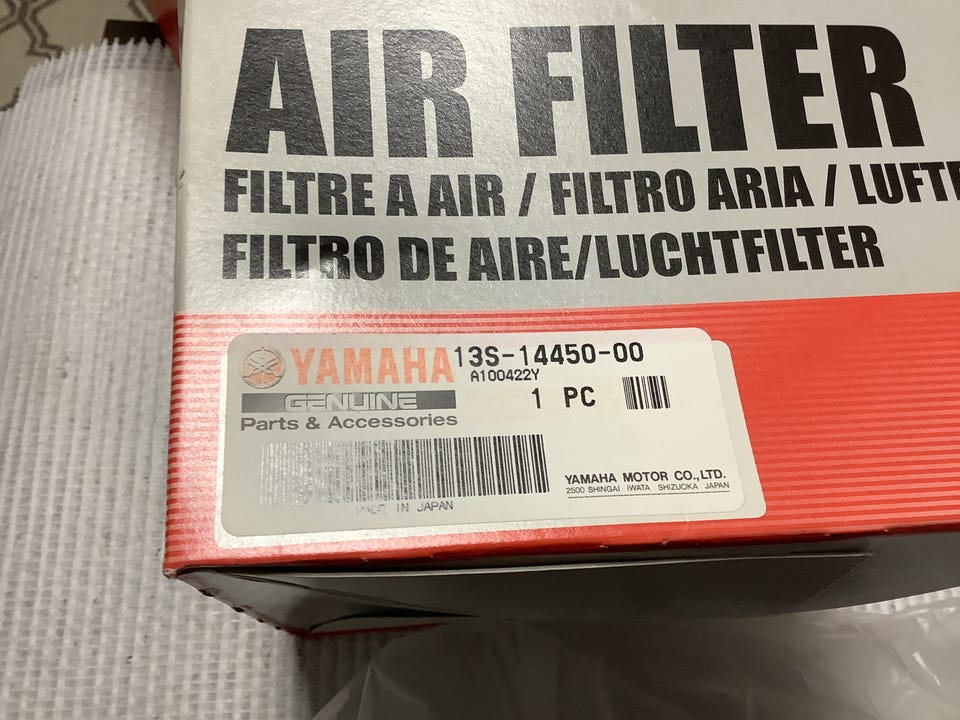 AIR FILTER
FILTRE A AIR / FILTRO ARIA / LUFTF
FILTRO DE AIRE/LUCHTFILTER
YAMAHA 13S-14450-00
A100422Y
GENUINE 1 PC
Parts & Accessories
YAMAHA MOTOR CO.,LTD.
2500 SHINGAI IWATA SHIZUOKA JAPAN
MADE IN JAPAN